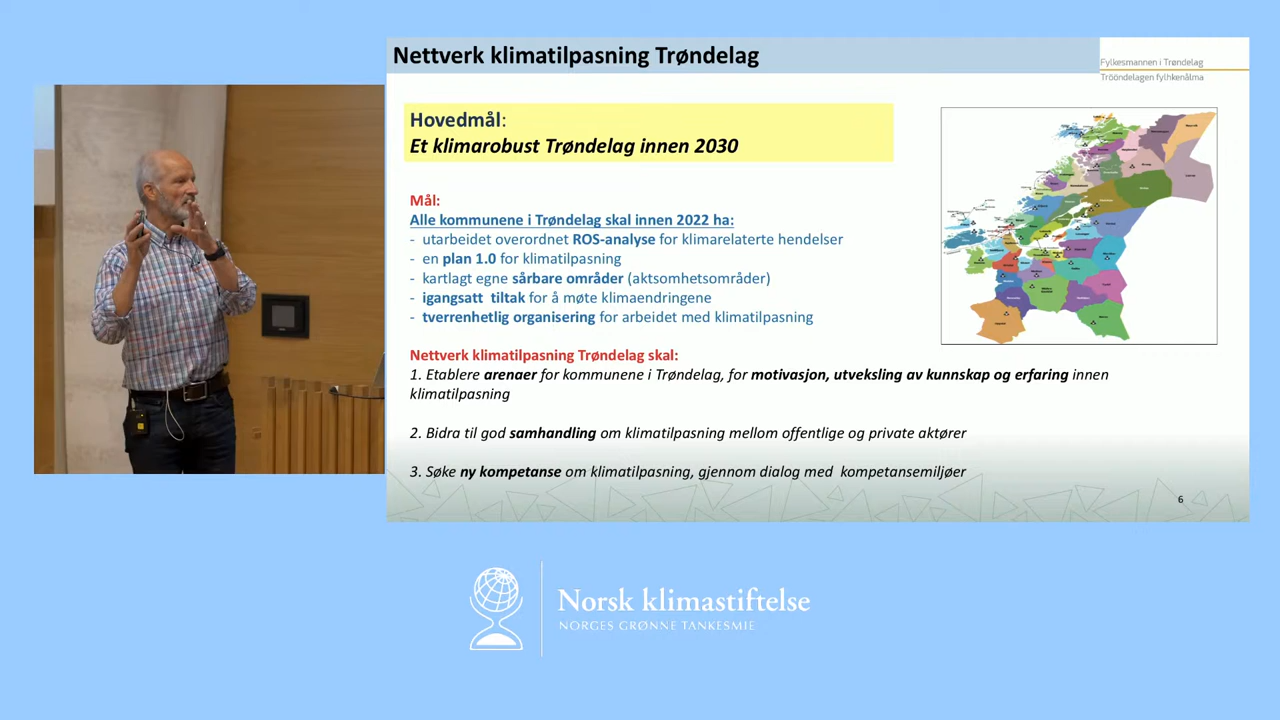 Nettverk klimatilpasning Trøndelag
Fylkesmannen i Trøndelag
Trööndelagen fylhkenålma
Hovedmål:
Et klimarobust Trøndelag innen 2030
Mål:
Alle kommunene i Trøndelag skal innen 2022 ha:
- utarbeidet overordnet ROS-analyse for klimarelaterte hendelser
- en plan 1.0 for klimatilpasning
- kartlagt egne sårbare områder (aktsomhetsområder)
- igangsatt tiltak for å møte klimaendringene
- tverrenhetlig organisering for arbeidet med klimatilpasning
Nettverk klimatilpasning Trøndelag skal:
1. Etablere arenaer for kommunene i Trøndelag, for motivasjon, utveksling av kunnskap og erfaring innen
klimatilpasning
2. Bidra til god samhandling om klimatilpasning mellom offentlige og private aktører
3. Søke ny kompetanse om klimatilpasning, gjennom dialog med kompetansemiljøer
6
Norsk klimastiftelse
NORGES GRØNNE TANKESMIE